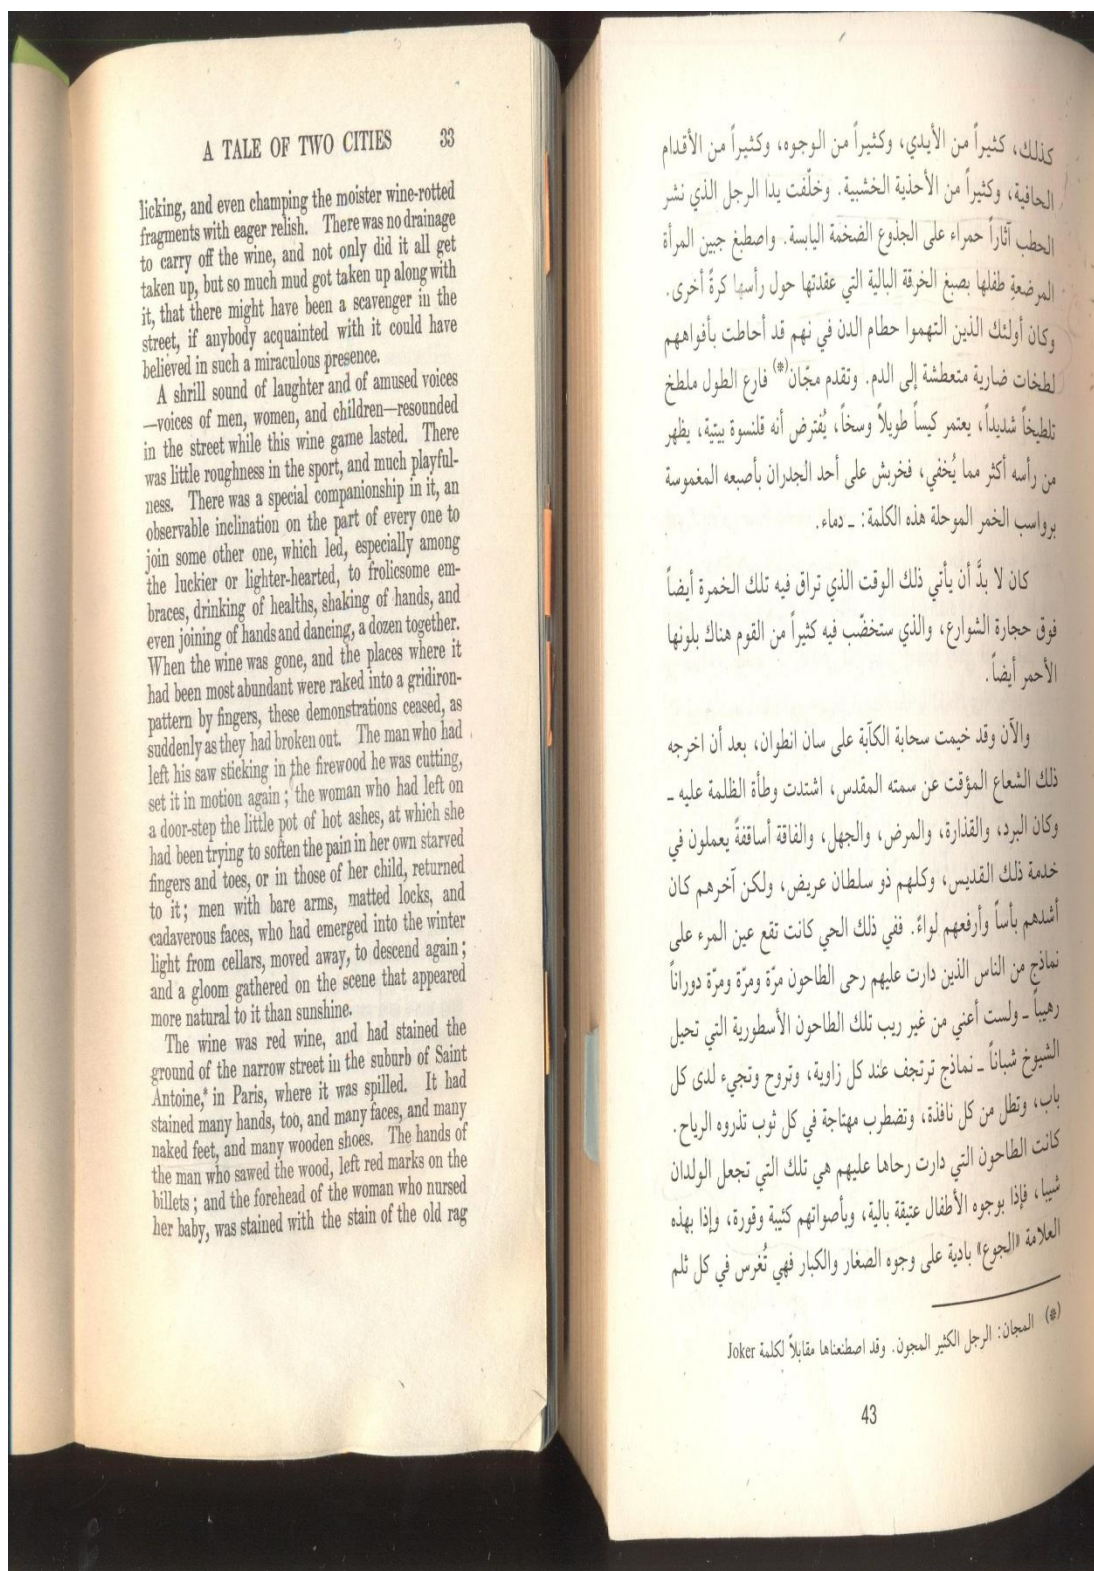 A TALE OF TWO CITIES 33
licking, and even champing the moister wine-rotted
fragments with eager relish. There was no drainage
to carry off the wine, and not only did it all get
taken up, but so much mud got taken up along with
it, that there might have been a scavenger in the
street, if anybody acquainted with it could have
believed in such a miraculous presence.
A shrill sound of laughter and of amused voices
—voices of men, women, and children—resounded
in the street while this wine game lasted. There
was little roughness in the sport, and much playful-
ness. There was a special companionship in it, an
observable inclination on the part of every one to
join some other one, which led, especially among
the luckier or lighter-hearted, to frolicsome em-
braces, drinking of healths, shaking of hands, and
even joining of hands and dancing, a dozen together.
When the wine was gone, and the places where it
had been most abundant were raked into a gridiron-
pattern by fingers, these demonstrations ceased, as
suddenly as they had broken out. The man who had
left his saw sticking in the firewood he was cutting,
set it in motion again; the woman who had left on
a door-step the little pot of hot ashes, at which she
had been trying to soften the pain in her own starved
fingers and toes, or in those of her child, returned
to it; men with bare arms, matted locks, and
cadaverous faces, who had emerged into the winter
light from cellars, moved away, to descend again;
and a gloom gathered on the scene that appeared
more natural to it than sunshine.
The wine was red wine, and had stained the
ground of the narrow street in the suburb of Saint
Antoine,* in Paris, where it was spilled. It had
stained many hands, too, and many faces, and many
naked feet, and many wooden shoes. The hands of
the man who sawed the wood, left red marks on the
billets; and the forehead of the woman who nursed
her baby, was stained with the stain of the old rag
كذلك، كثيراً من الأيدي، وكثيراً من الوجوه، وكثيراً من الأقدام
الحافية، وكثيراً من الأحذية الخشبية. وخلّفت يدا الرجل الذي نشر
الحطب آثاراً حمراء على الجذوع الضخمة اليابسة. واصطبغ جبين المرأة
المرضعةِ طفلها بصبغ الخرقة البالية التي عقدتها حول رأسها كرةً أخرى.
وكان أولئك الذين التهموا حطام الدن في نهم قد أحاطت بأفواههم
لطخات ضارية متعطشة إلى الدم. وتقدم مجّان(*) فارع الطول ملطخ
تلطيخاً شديداً، يعتمر كيساً طويلاً وسخاً، يُفترض أنه قلنسوة بيتية، يظهر
من رأسه أكثر مما يُخفي، فخربش على أحد الجدران بأصبعه المغموسة
برواسب الخمر الموحلة هذه الكلمة: ـ دماء.
كان لا بدَّ أن يأتي ذلك الوقت الذي تراق فيه تلك الخمرة أيضاً
فوق حجارة الشوارع، والذي ستخضّب فيه كثيراً من القوم هناك بلونها
الأحمر أيضاً.
والآن وقد خيمت سحابة الكآبة على سان انطوان، بعد أن اخرجه
ذلك الشعاع المؤقت عن سمته المقدس، اشتدت وطأة الظلمة عليه ـ
وكان البرد، والقذارة، والمرض، والجهل، والفاقة أساقفةً يعملون في
خدمة ذلك القديس، وكلهم ذو سلطان عريض، ولكن آخرهم كان
أشدهم بأساً وأرفعهم لواءً. ففي ذلك الحي كانت تقع عين المرء على
نماذج من الناس الذين دارت عليهم رحى الطاحون مرّة ومرّة ومرّة دوراناً
رهيباً ـ ولست أعني من غير ريب تلك الطاحون الأسطورية التي تحيل
الشيوخ شباناً ـ نماذج ترتجف عند كل زاوية، وتروح وتجيء لدى كل
باب، وتطل من كل نافذة، وتضطرب مهتاجة في كل ثوب تذروه الرياح.
كانت الطاحون التي دارت رحاها عليهم هي تلك التي تجعل الولدان
شيبا، فإذا بوجوه الأطفال عتيقة بالية، وبأصواتهم كئيبة وقورة، وإذا بهذه
العلامة «الجوع» بادية على وجوه الصغار والكبار فهي تُغرس في كل ثلم
(*) المجان: الرجل الكثير المجون. وقد اصطنعناها مقابلاً لكلمة Joker
43